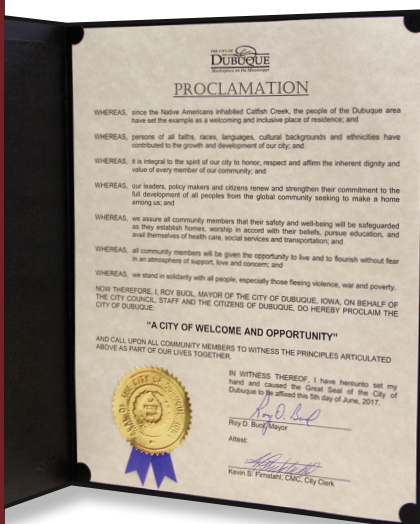 THE CITY OF
DUBUQUE
Masterpiece on the Mississippi
PROCLAMATION
WHEREAS, since the Native Americans inhabited Catfish Creek, the people of the Dubuque area
have set the example as a welcoming and inclusive place of residence; and
WHEREAS, persons of all faiths, races, languages, cultural backgrounds and ethnicities have
contributed to the growth and development of our city; and
WHEREAS, it is integral to the spirit of our city to honor, respect and affirm the inherent dignity and
value of every member of our community; and
WHEREAS, our leaders, policy makers and citizens renew and strengthen their commitment to the
full development of all peoples from the global community seeking to make a home
among us; and
WHEREAS, we assure all community members that their safety and well-being will be safeguarded
as they establish homes, worship in accord with their beliefs, pursue education, and
avail themselves of health care, social services and transportation; and
WHEREAS, all community members will be given the opportunity to live and to flourish without fear
in an atmosphere of support, love and concern; and
WHEREAS, we stand in solidarity with all people, especially those fleeing violence, war and poverty.
NOW THEREFORE, I, ROY BUOL, MAYOR OF THE CITY OF DUBUQUE, IOWA, ON BEHALF OF
THE CITY COUNCIL, STAFF AND THE CITIZENS OF DUBUQUE, DO HEREBY PROCLAIM THE
CITY OF DUBUQUE:
"A CITY OF WELCOME AND OPPORTUNITY"
AND CALL UPON ALL COMMUNITY MEMBERS TO WITNESS THE PRINCIPLES ARTICULATED
ABOVE AS PART OF OUR LIVES TOGETHER.
IN WITNESS THEREOF, I have hereunto set my
hand and caused the Great Seal of the City of
Dubuque to be affixed this 5th day of June, 2017.
Roy D. Buol
Roy D. Buol, Mayor
Attest:
Kevin S. Firnstahl, CMC, City Clerk